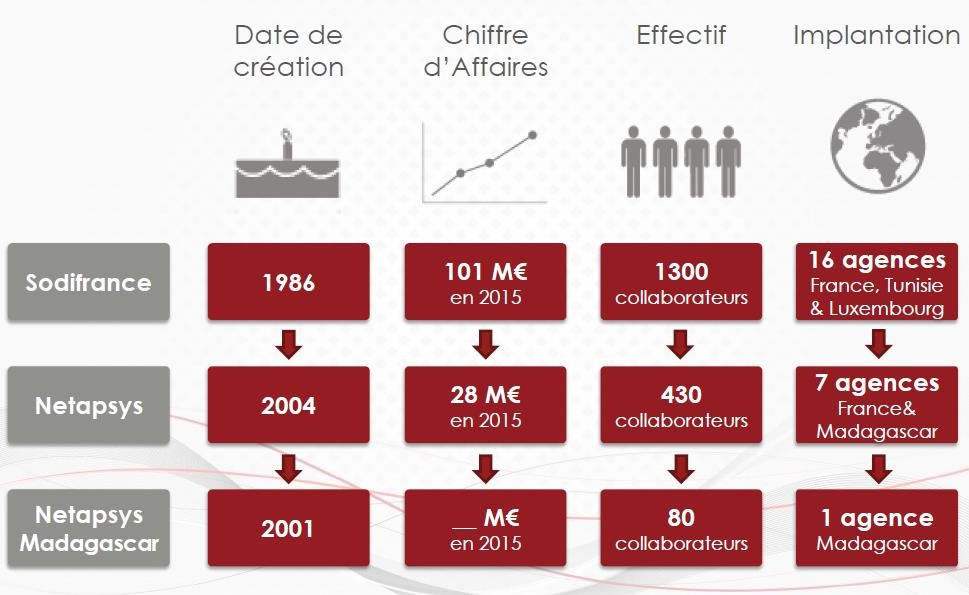 Date de
création
Chiffre
d'Affaires
Effectif
Implantation
Sodifrance
1986
101 M€
en 2015
1300
collaborateurs
16 agences
France, Tunisie
& Luxembourg
Netapsys
2004
28 M€
en 2015
430
collaborateurs
7 agences
France&
Madagascar
Netapsys
Madagascar
2001
__ M€
en 2015
80
collaborateurs
1 agence
Madagascar